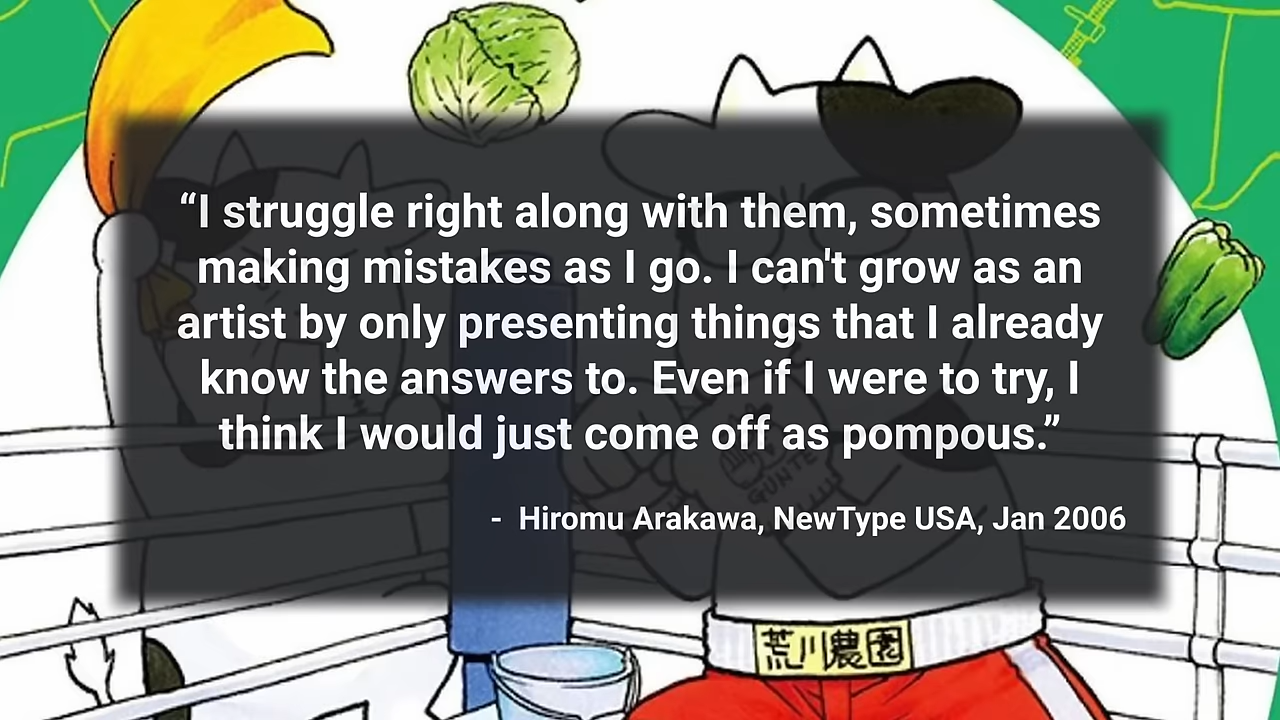 “I struggle right along with them, sometimes
making mistakes as I go. I can't grow as an
artist by only presenting things that I already
know the answers to. Even if I were to try, I
think I would just come off as pompous.”
- Hiromu Arakawa, NewType USA, Jan 2006
GUNTE
荒川農園